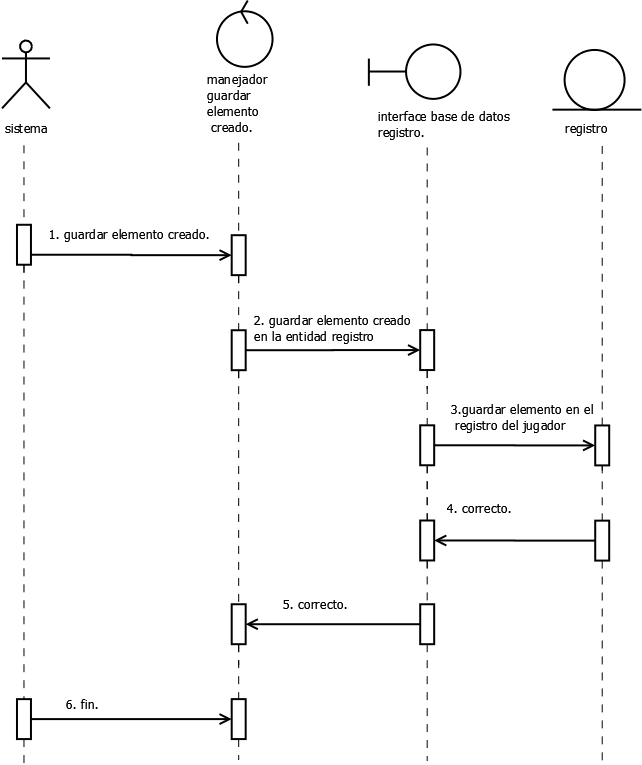 sistema
manejador
guardar
elemento
creado.
interface base de datos
registro.
registro
1. guardar elemento creado.
2. guardar elemento creado
en la entidad registro
3.guardar elemento en el
registro del jugador
4. correcto.
5. correcto.
6. fin.